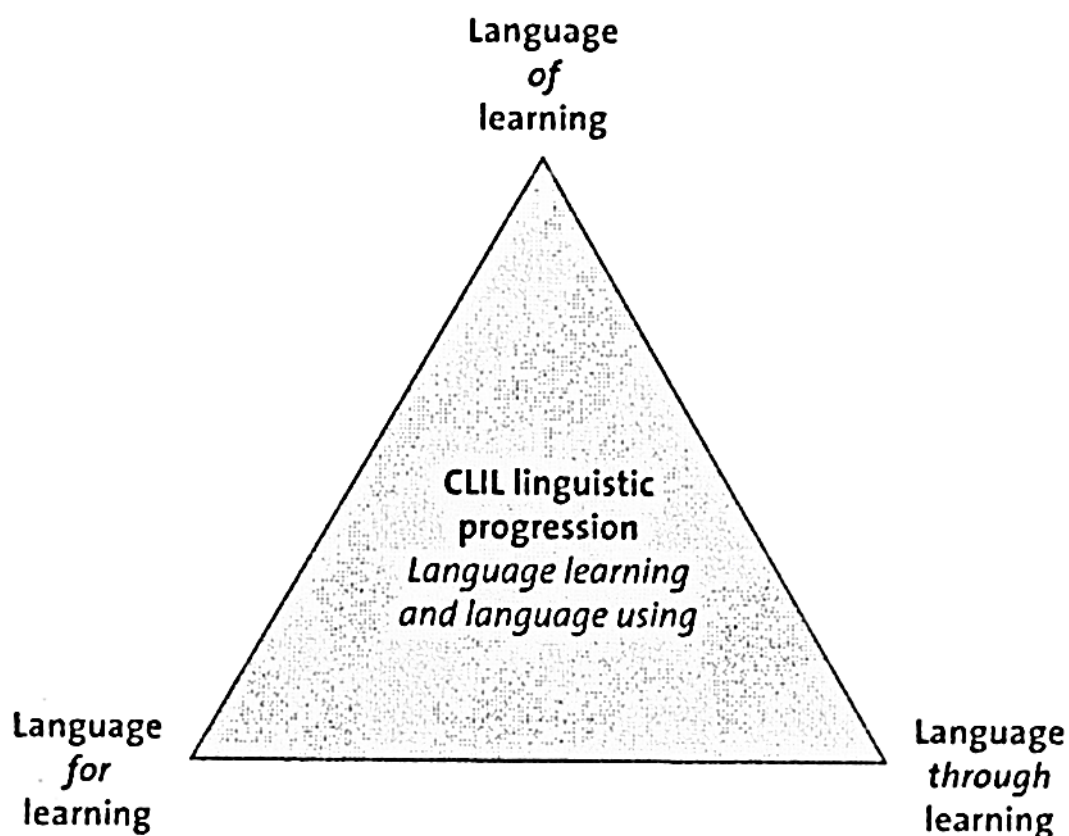 Language
of
learning
CLIL linguistic
progression
Language learning
and language using
Language
for
learning
Language
through
learning